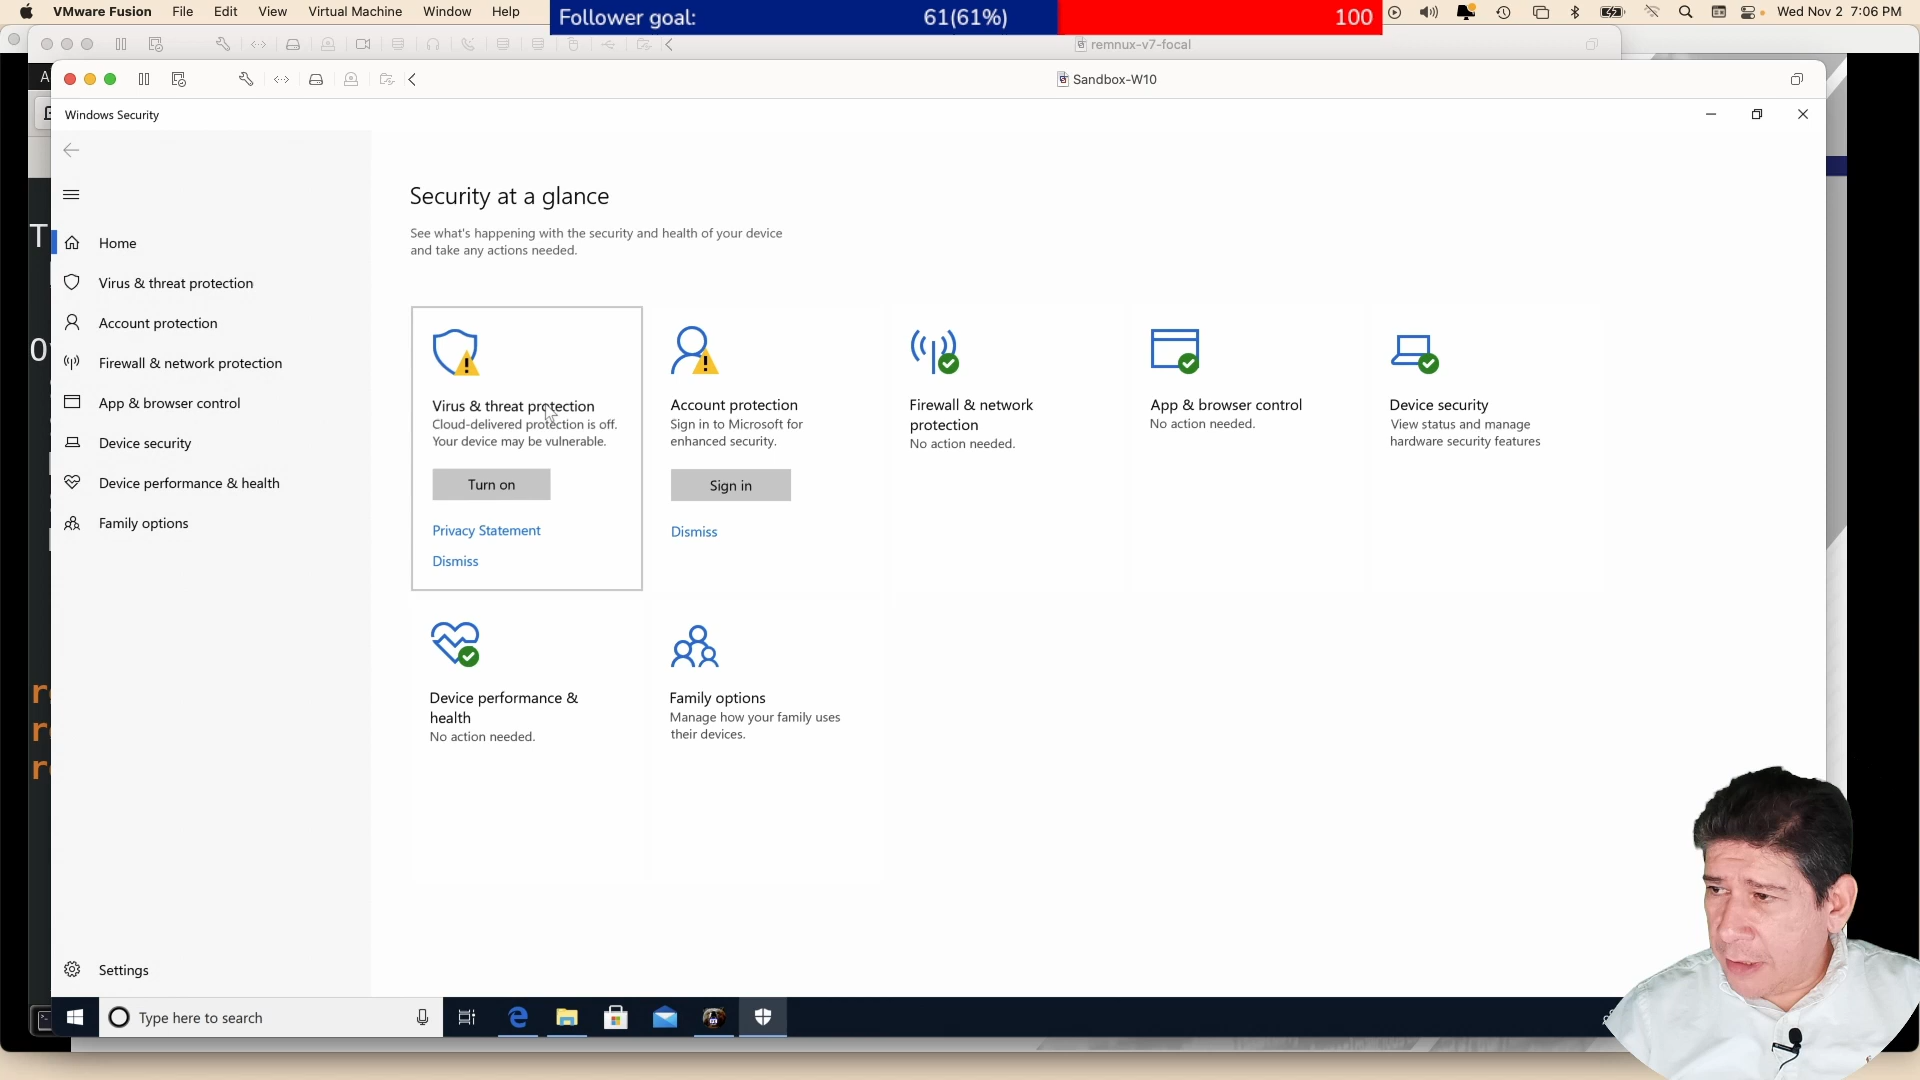 VMware Fusion File Edit View Virtual Machine Window Help
Follower goal: 61(61%) 100
Wed Nov 2 7:06 PM
remnux-v7-focal
Sandbox-W10
Windows Security
Home
Virus & threat protection
Account protection
Firewall & network protection
App & browser control
Device security
Device performance & health
Family options
Settings
Security at a glance
See what's happening with the security and health of your device
and take any actions needed.
Virus & threat protection
Cloud-delivered protection is off.
Your device may be vulnerable.
Turn on
Privacy Statement
Dismiss
Account protection
Sign in to Microsoft for
enhanced security.
Sign in
Dismiss
Firewall & network
protection
No action needed.
App & browser control
No action needed.
Device security
View status and manage
hardware security features
Device performance &
health
No action needed.
Family options
Manage how your family uses
their devices.
Type here to search